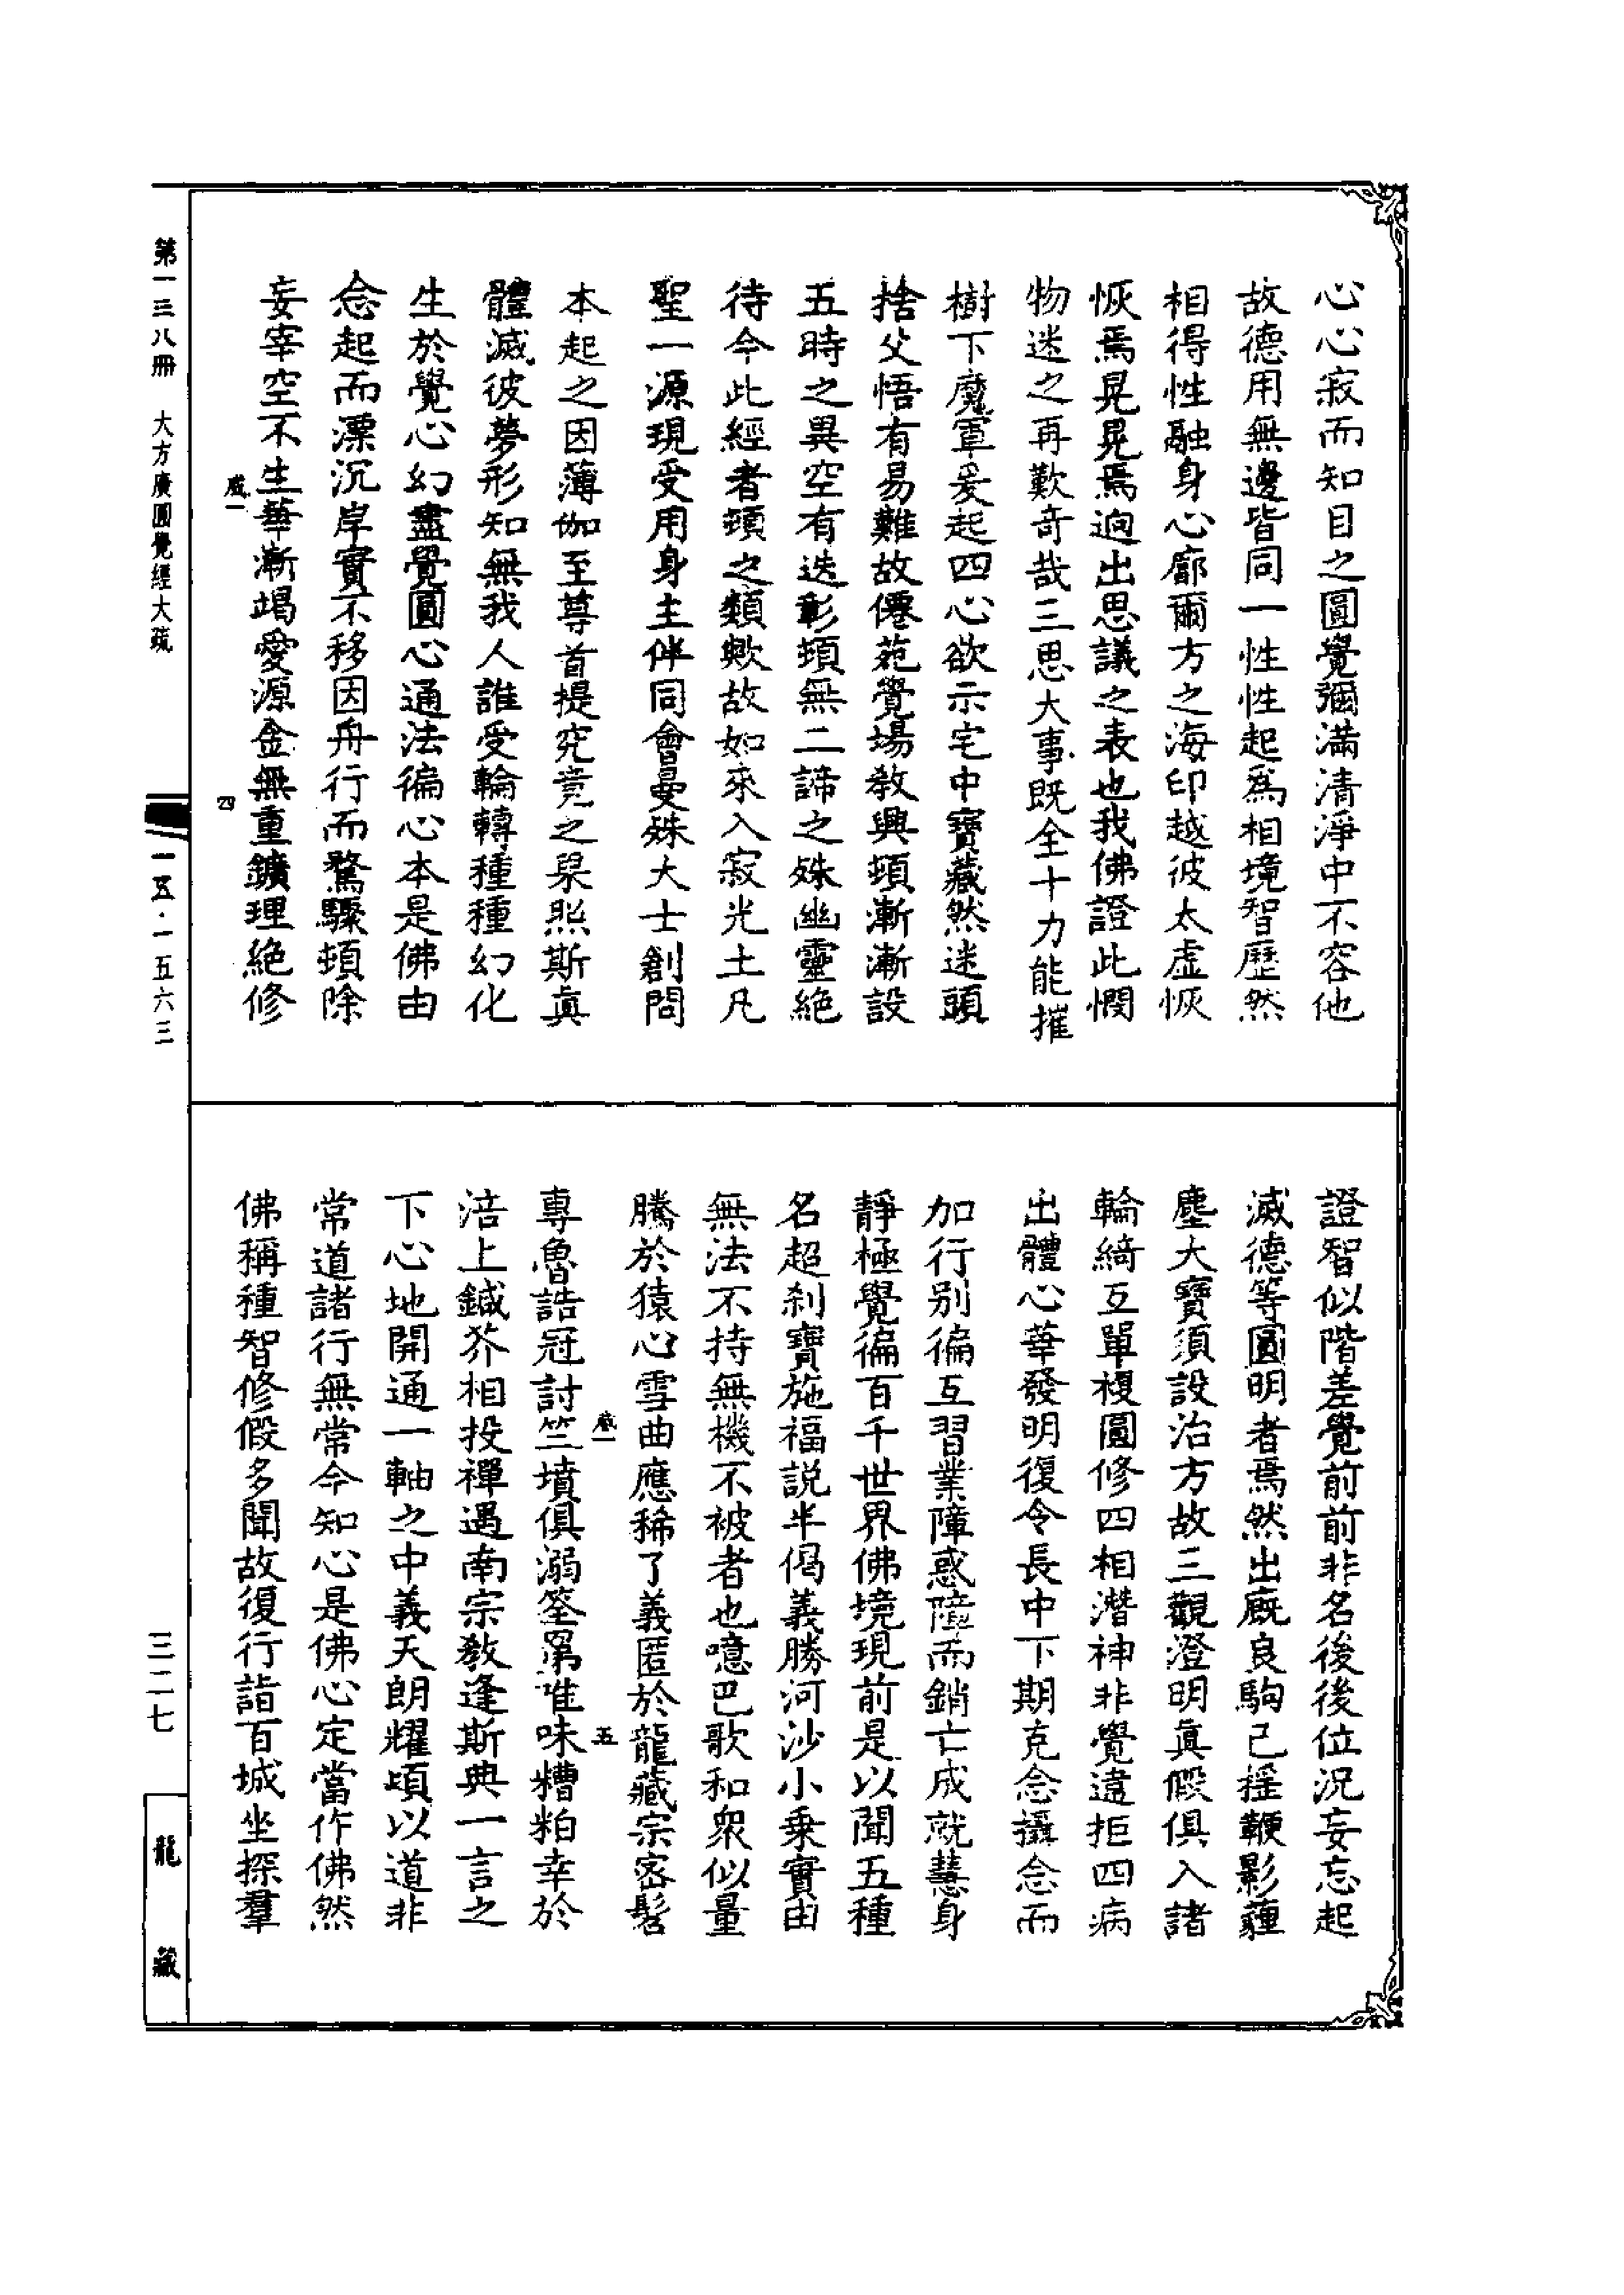 心心寂而知目之圓覺彌滿清淨中不容他
故德用無邊皆同一性性起爲相境智歷然
相得性融身心廓爾方之海印越彼太虛恢
恢焉晃晃焉逈出思議之表也我佛證此憫
物迷之再歎奇哉三思大事既全十力能摧
樹下魔軍爰起四心欲示宅中寶藏然迷頭
捨父悟有易難故僊苑覺場教興頓漸漸設
五時之異空有迭彰頓無二諦之殊幽靈絶
待今此經者頓之類歟故如來入寂光土凡
聖一源現受用身主伴同會曼殊大士創問
本起之因薄伽至尊首提究竟之杲照斯眞
體滅彼夢形知無我人誰受輪轉種種幻化
生於覺心幻盡覺圓心通法徧心本是佛由
念起而漂沉岸實不移因舟行而騖驟頓除
妄宰空不生華漸竭愛源金無重鑛理絶修
證智似階差覺前前非名後後位況妄忘起
滅德等圓明者焉然出廐良駒已揺鞭影薶
塵大寶須設治方故三觀澄明眞假俱入諸
輪綺互單複圓修四相潛神非覺違拒四病
出體心華發明復令長中下期克念攝念而
加行別徧互習業障惑障而銷亡成就慧身
靜極覺徧百千世界佛境現前是以聞五種
名超刹寶施福説半偈義勝河沙小乘實由
無法不持無機不被者也噫巴歌和衆似量
騰於猿心雪曲應稀了義匿於龍藏宗密髫
專魯誥冠討竺墳俱溺筌罤唯味糟粕幸於
涪上鍼芥相投禪遇南宗教逢斯典一言之
下心地開通一軸之中義天朗耀頃以道非
常道諸行無常今知心是佛心定當作佛然
佛稱種智修假多聞故復行詣百城坐探羣
第一三八冊
大方廣圓覺經大疏
一五·一五六三
三二七
龍藏
四
五